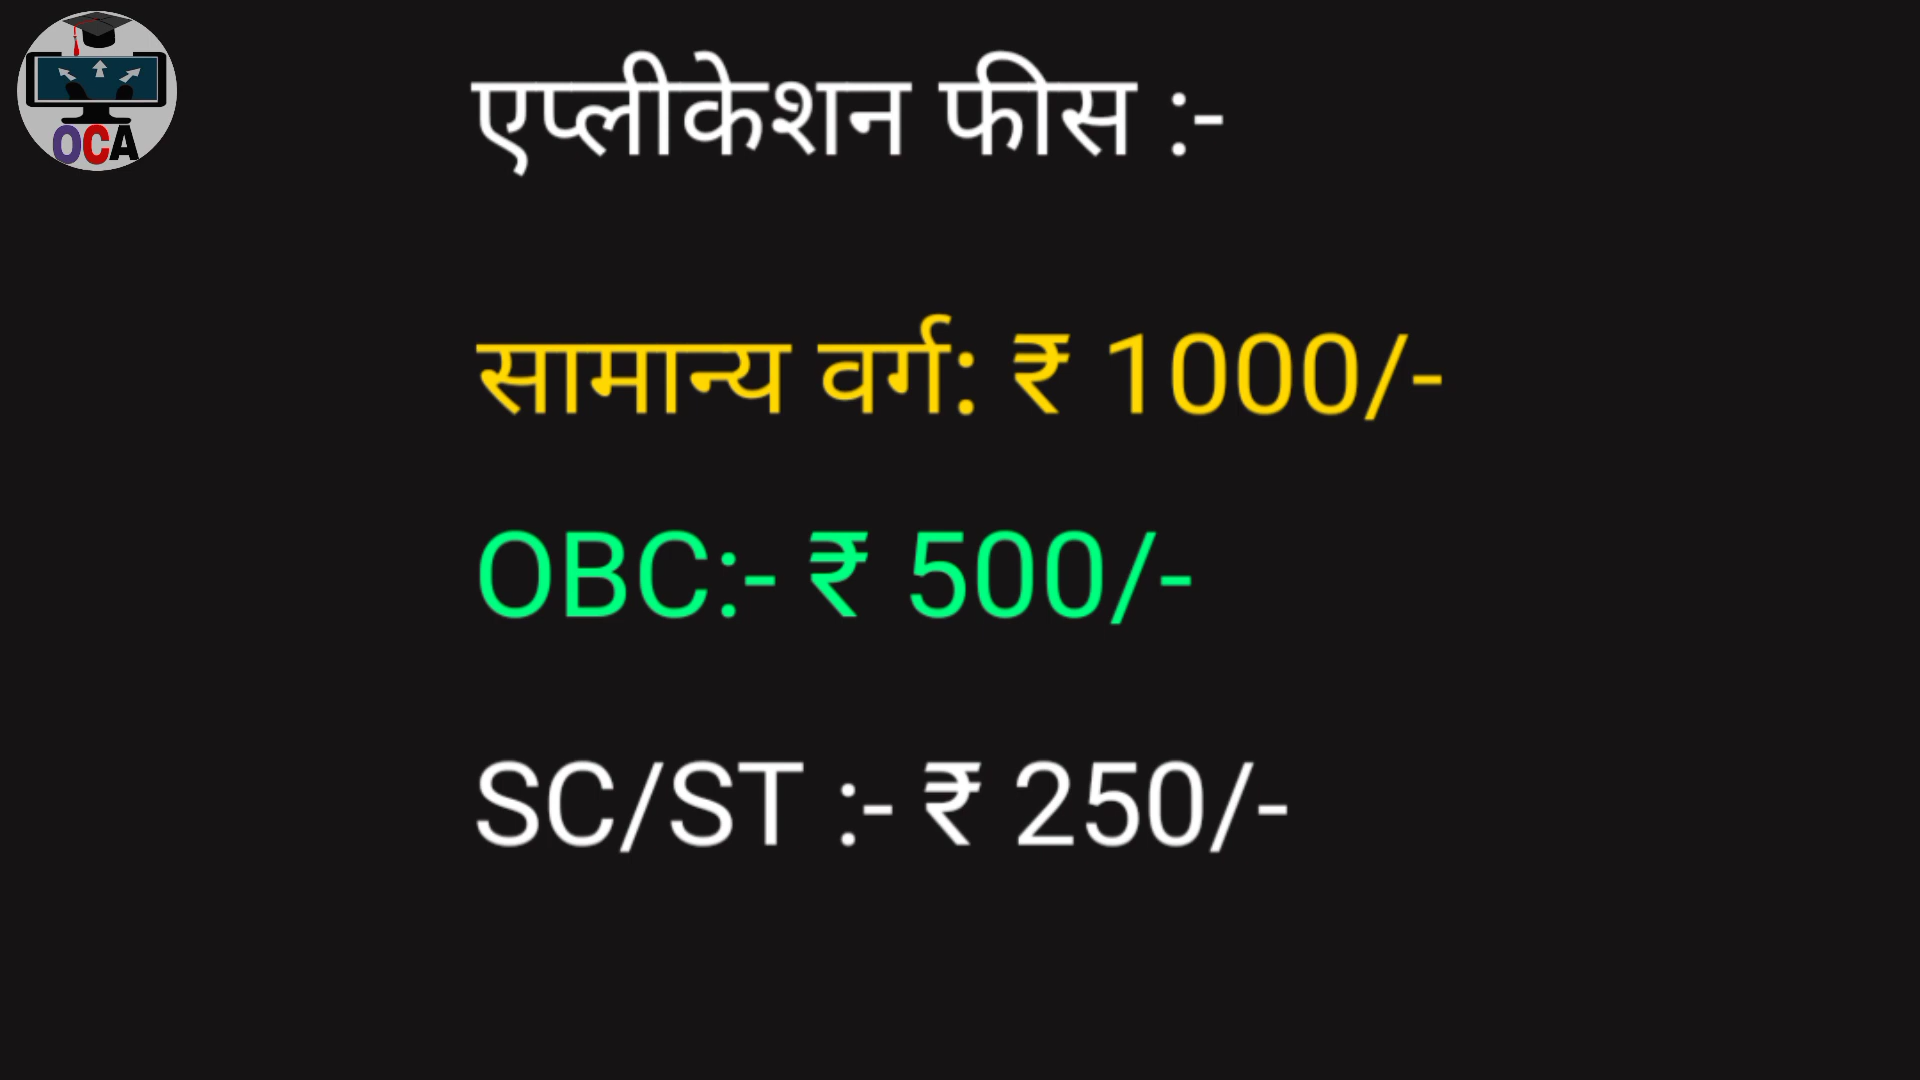 OCA
एप्लीकेशन फीस :-
सामान्य वर्ग: ₹ 1000/-
OBC:- ₹ 500/-
SC/ST :- ₹ 250/-